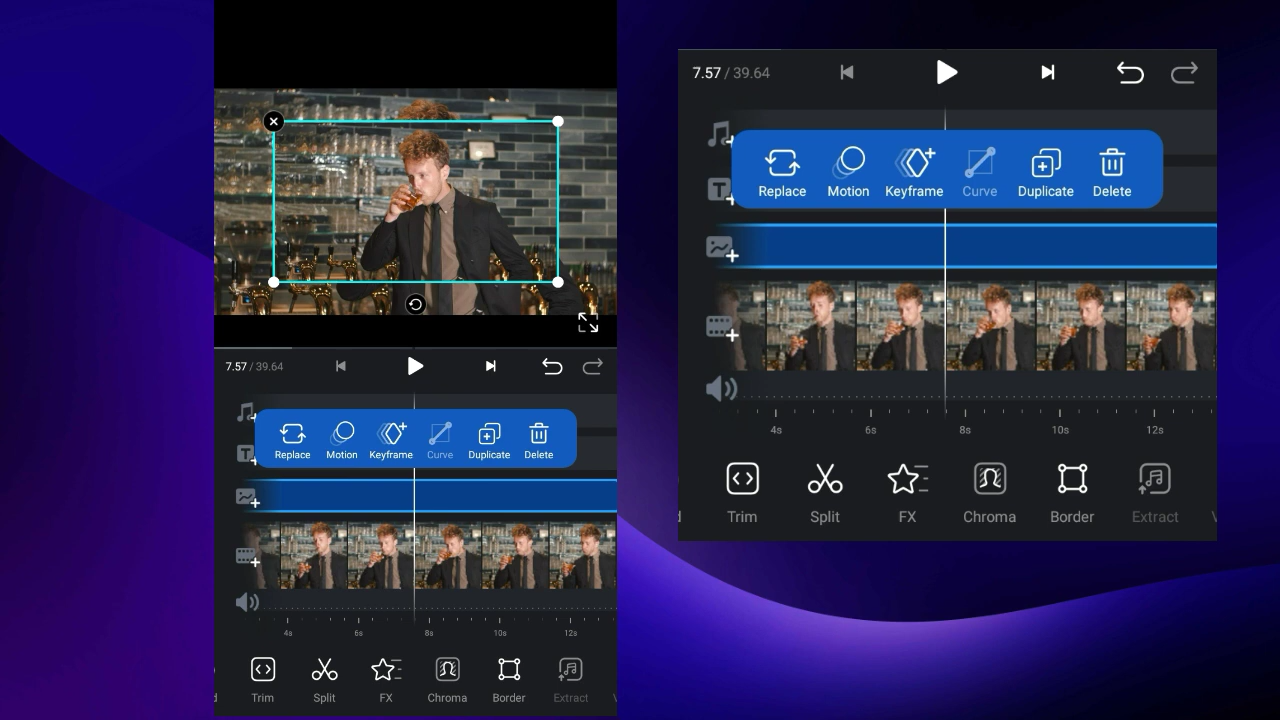 7.57 / 39.64
Replace Motion Keyframe Curve Duplicate Delete
T
4s 6s 8s 10s 12s
d Trim Split FX Chroma Border Extract
7.57 / 39.64
Replace Motion Keyframe Curve Duplicate Delete
T
4s 6s 8s 10s 12s
d Trim Split FX Chroma Border Extract